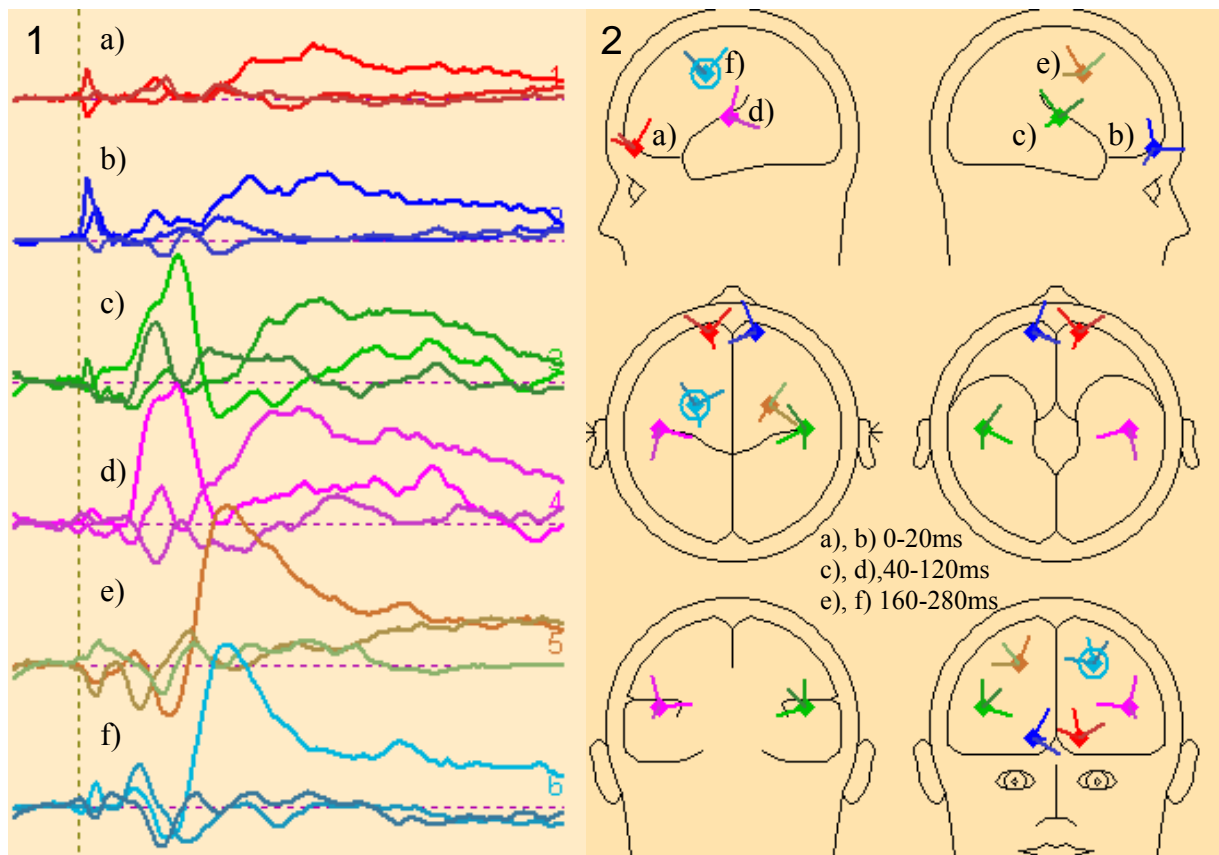 1
a)
1
b)
2
c)
3
d)
4
e)
5
f)
6
2
f)
d)
a)
e)
c)
b)
a), b) 0-20ms
c), d),40-120ms
e), f) 160-280ms